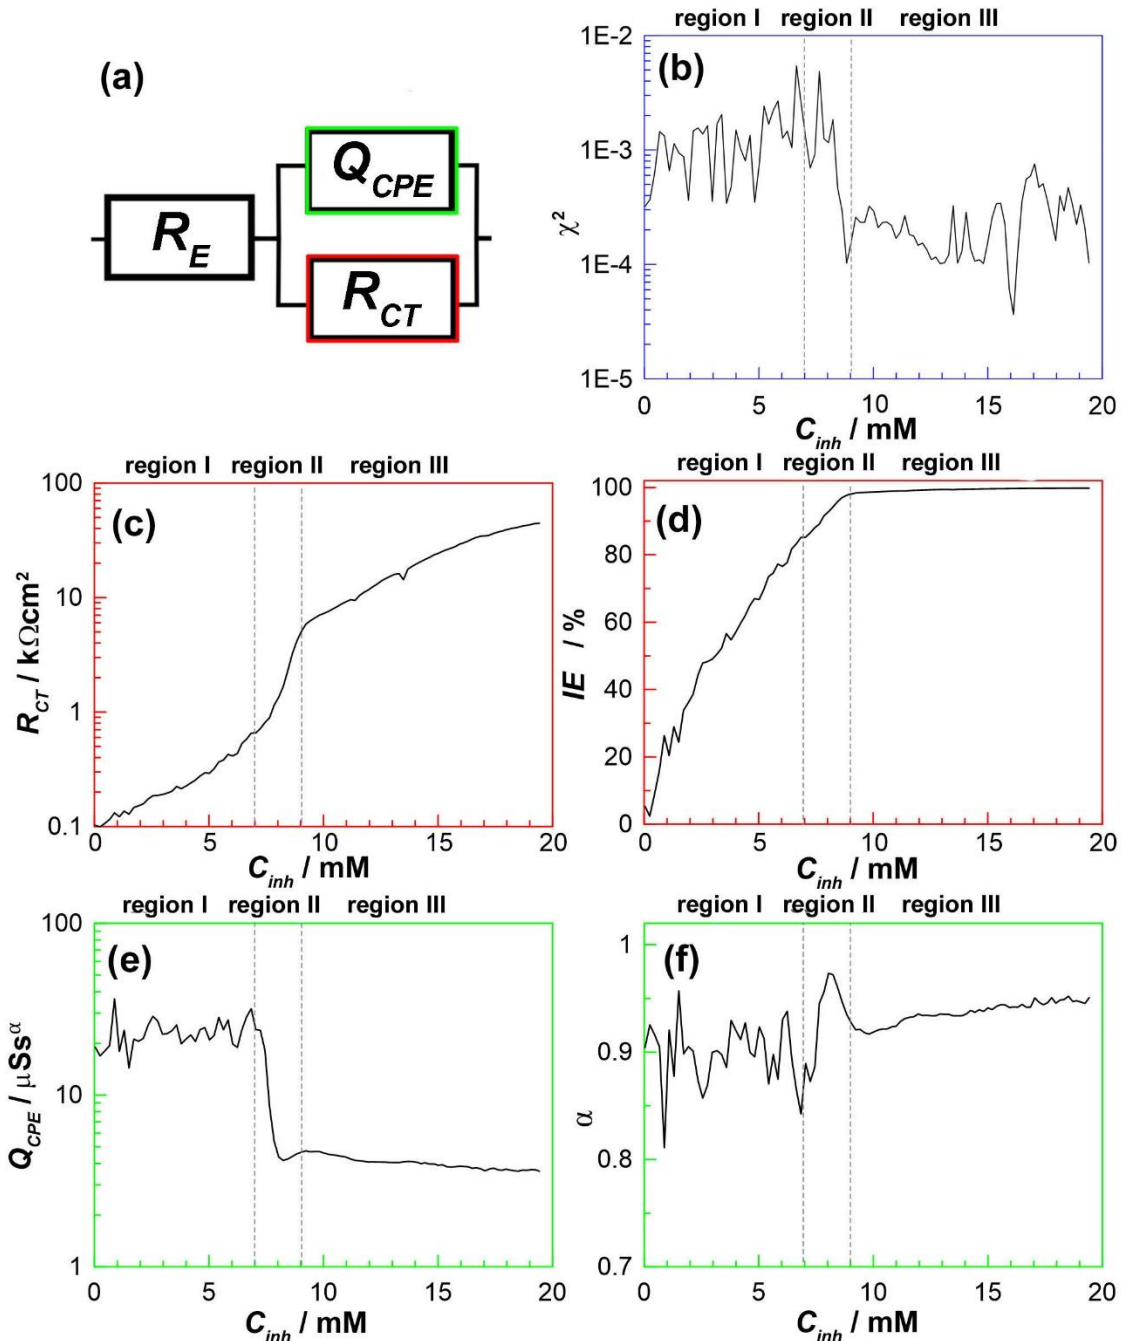 (a)
R_E
Q_CPE
R_CT
region I region II region III
(b)
χ²
1E-2
1E-3
1E-4
1E-5
0 5 10 15 20
C_inh / mM
region I region II region III
(c)
R_CT / kΩcm²
100
10
1
0.1
0 5 10 15 20
C_inh / mM
region I region II region III
(d)
IE / %
100
80
60
40
20
0
0 5 10 15 20
C_inh / mM
region I region II region III
(e)
Q_CPE / μSs^α
100
10
1
0 5 10 15 20
C_inh / mM
region I region II region III
(f)
α
1
0.9
0.8
0.7
0 5 10 15 20
C_inh / mM